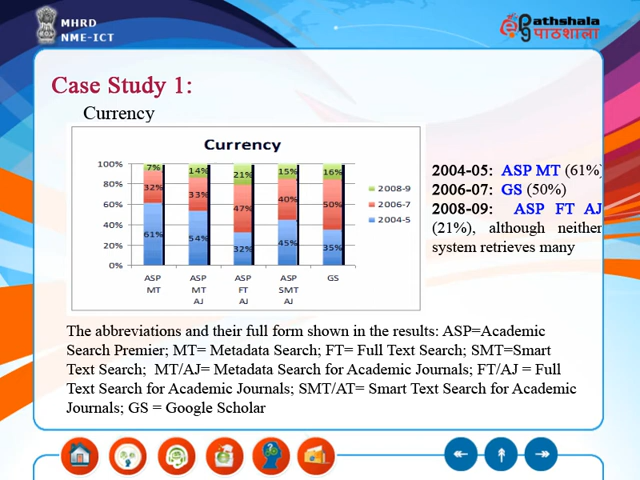 MHRD
NME-ICT
epathshala
पाठशाला
Case Study 1:
Currency
Currency
100%
80%
60%
40%
20%
0%
7%
32%
61%
14%
33%
54%
21%
47%
32%
15%
40%
45%
16%
50%
35%
ASP MT
ASP MT AJ
ASP FT AJ
ASP SMT AJ
GS
2008-9
2006-7
2004-5
2004-05: ASP MT (61%)
2006-07: GS (50%)
2008-09: ASP FT AJ
(21%), although neither
system retrieves many
The abbreviations and their full form shown in the results: ASP=Academic
Search Premier; MT= Metadata Search; FT= Full Text Search; SMT=Smart
Text Search; MT/AJ= Metadata Search for Academic Journals; FT/AJ = Full
Text Search for Academic Journals; SMT/AT= Smart Text Search for Academic
Journals; GS = Google Scholar